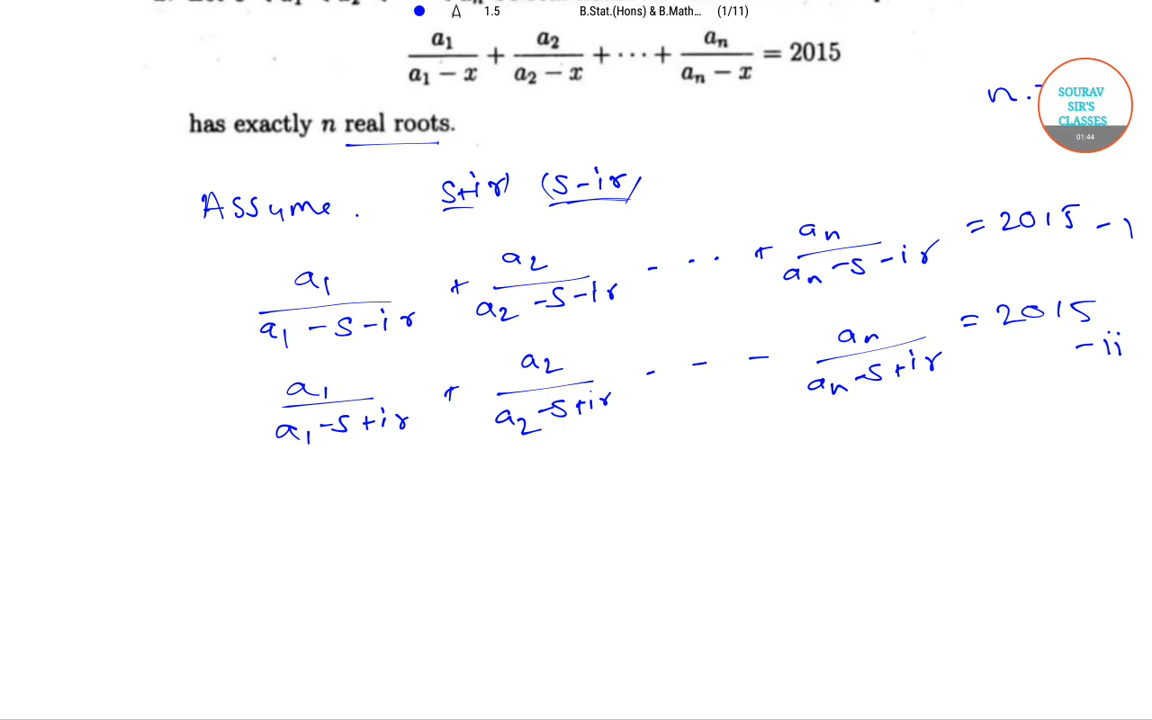 A 1.5 B.Stat.(Hons) & B.Math... (1/11)
a₁/(a₁ − x) + a₂/(a₂ − x) + ··· + aₙ/(aₙ − x) = 2015
n.
SOURAV
SIR'S
CLASSES
01:44
has exactly n real roots.
Assume. s+ir) (s-ir/
a₁/(a₁-s-ir) + a₂/(a₂-s-ir) - - - + aₙ/(aₙ-s-ir) = 2015 -1
a₁/(a₁-s+ir) + a₂/(a₂-s+ir) - - - aₙ/(aₙ-s+ir) = 2015
-ii